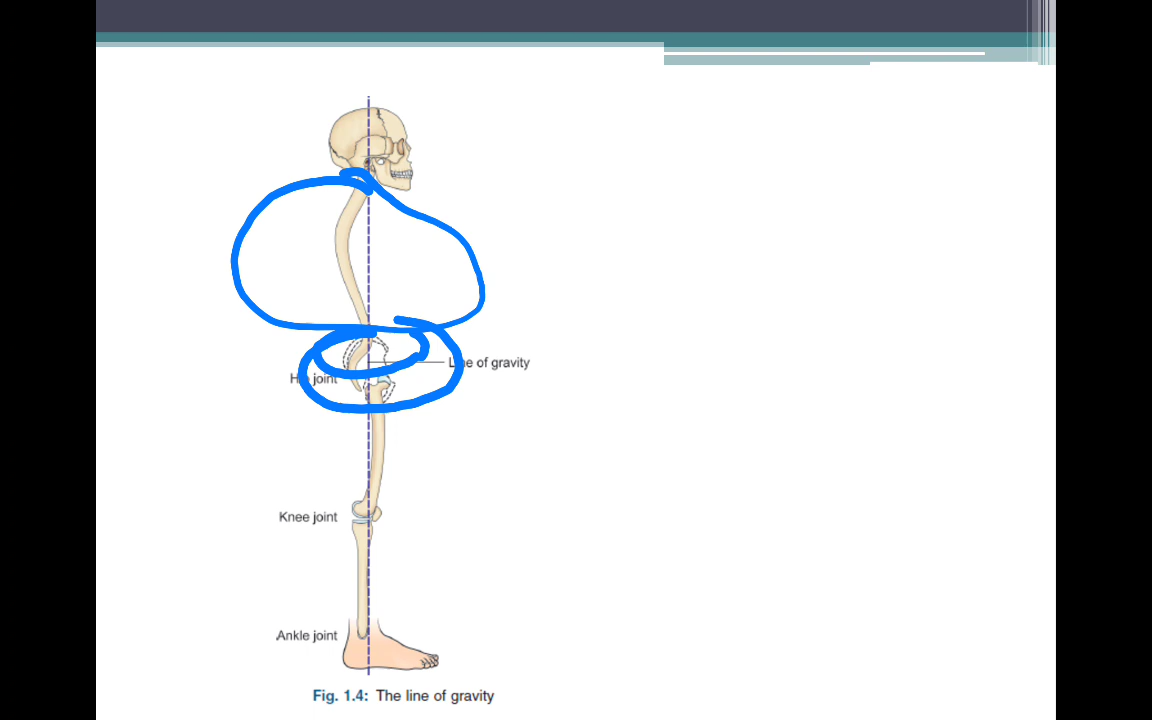 Line of gravity
Hip joint
Knee joint
Ankle joint
Fig. 1.4: The line of gravity